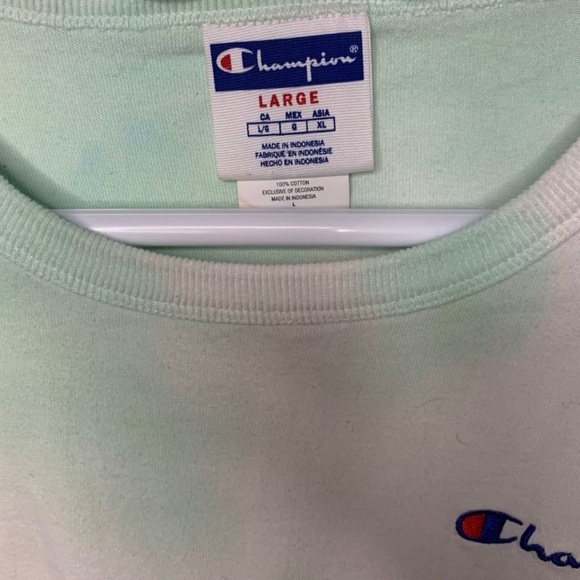 Champion®
LARGE
CA MEX ASIA
L/G G XL
MADE IN INDONESIA
FABRIQUÉ EN INDONÉSIE
HECHO EN INDONESIA
100% COTTON
EXCLUSIVE OF DECORATION
MADE IN INDONESIA
L
Cha